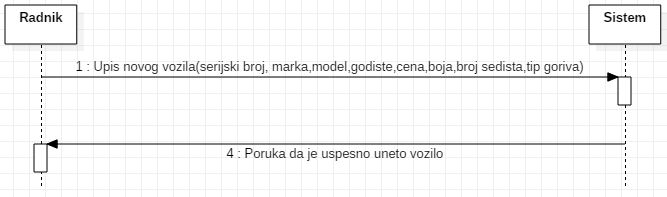 Radnik
Sistem
1 : Upis novog vozila(serijski broj, marka,model,godiste,cena,boja,broj sedista,tip goriva)
4 : Poruka da je uspesno uneto vozilo